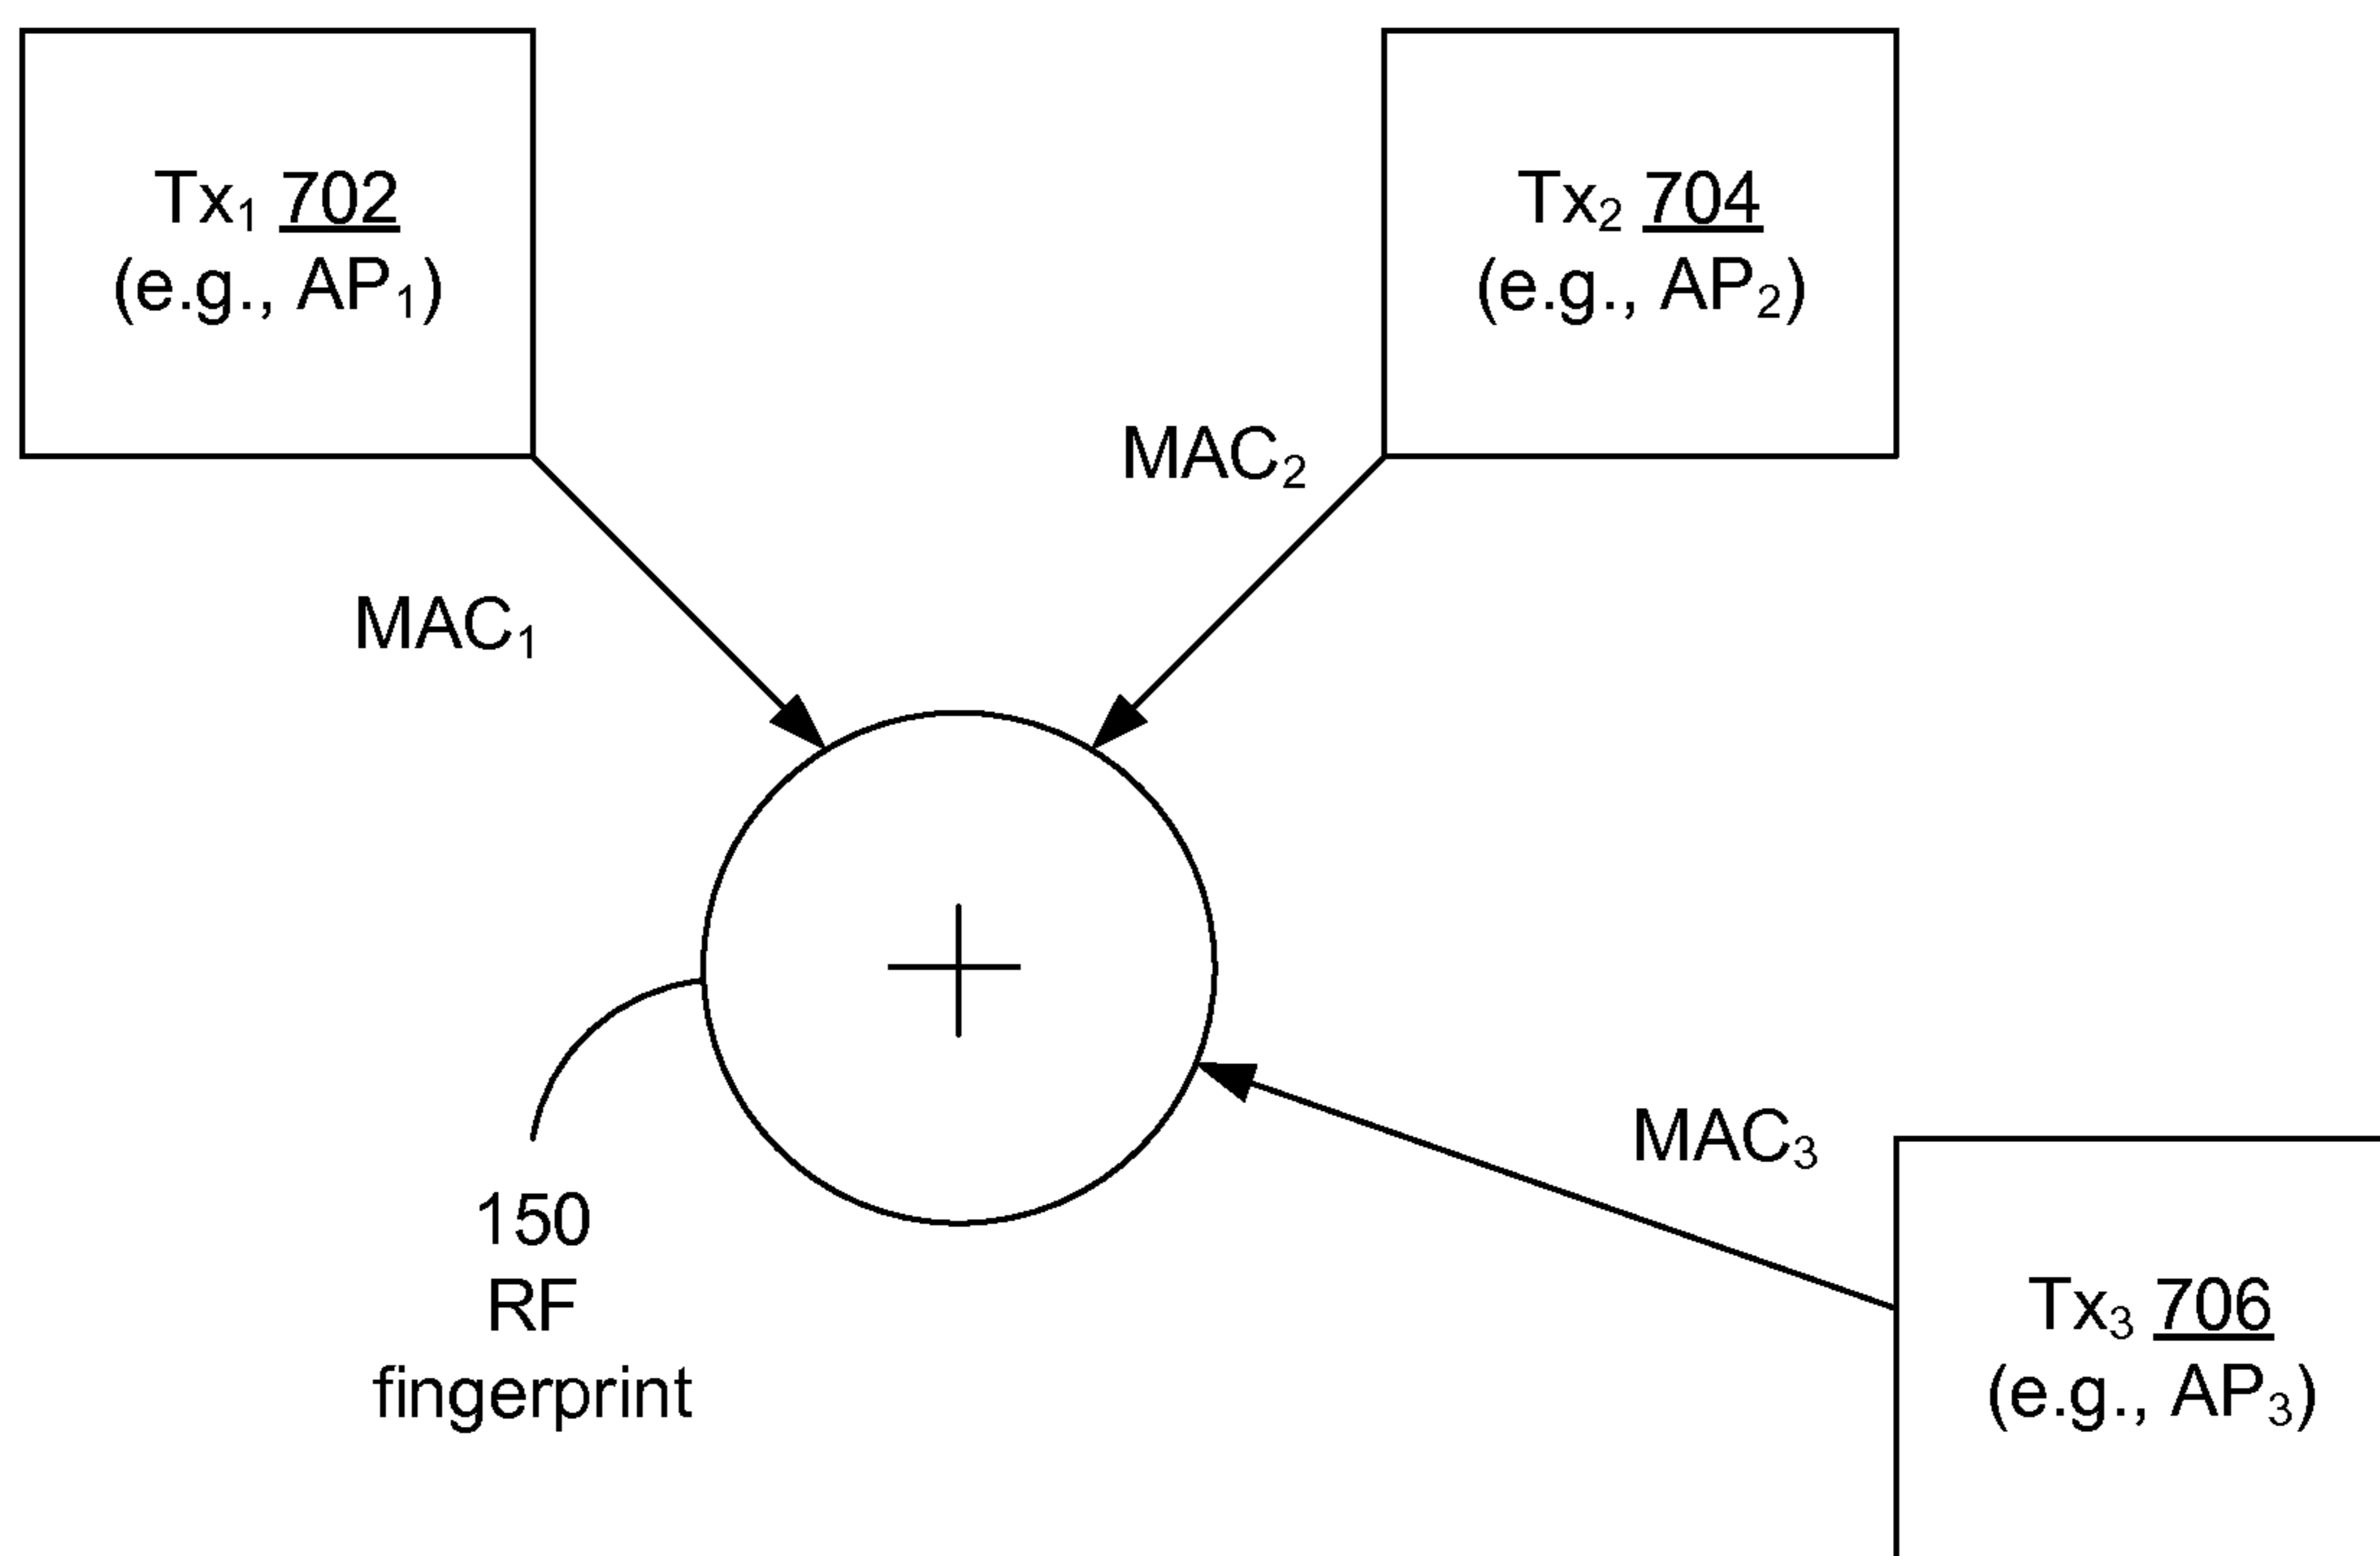 Tx₁ 702
(e.g., AP₁)
Tx₂ 704
(e.g., AP₂)
MAC₂
MAC₁
MAC₃
150
RF
fingerprint
Tx₃ 706
(e.g., AP₃)